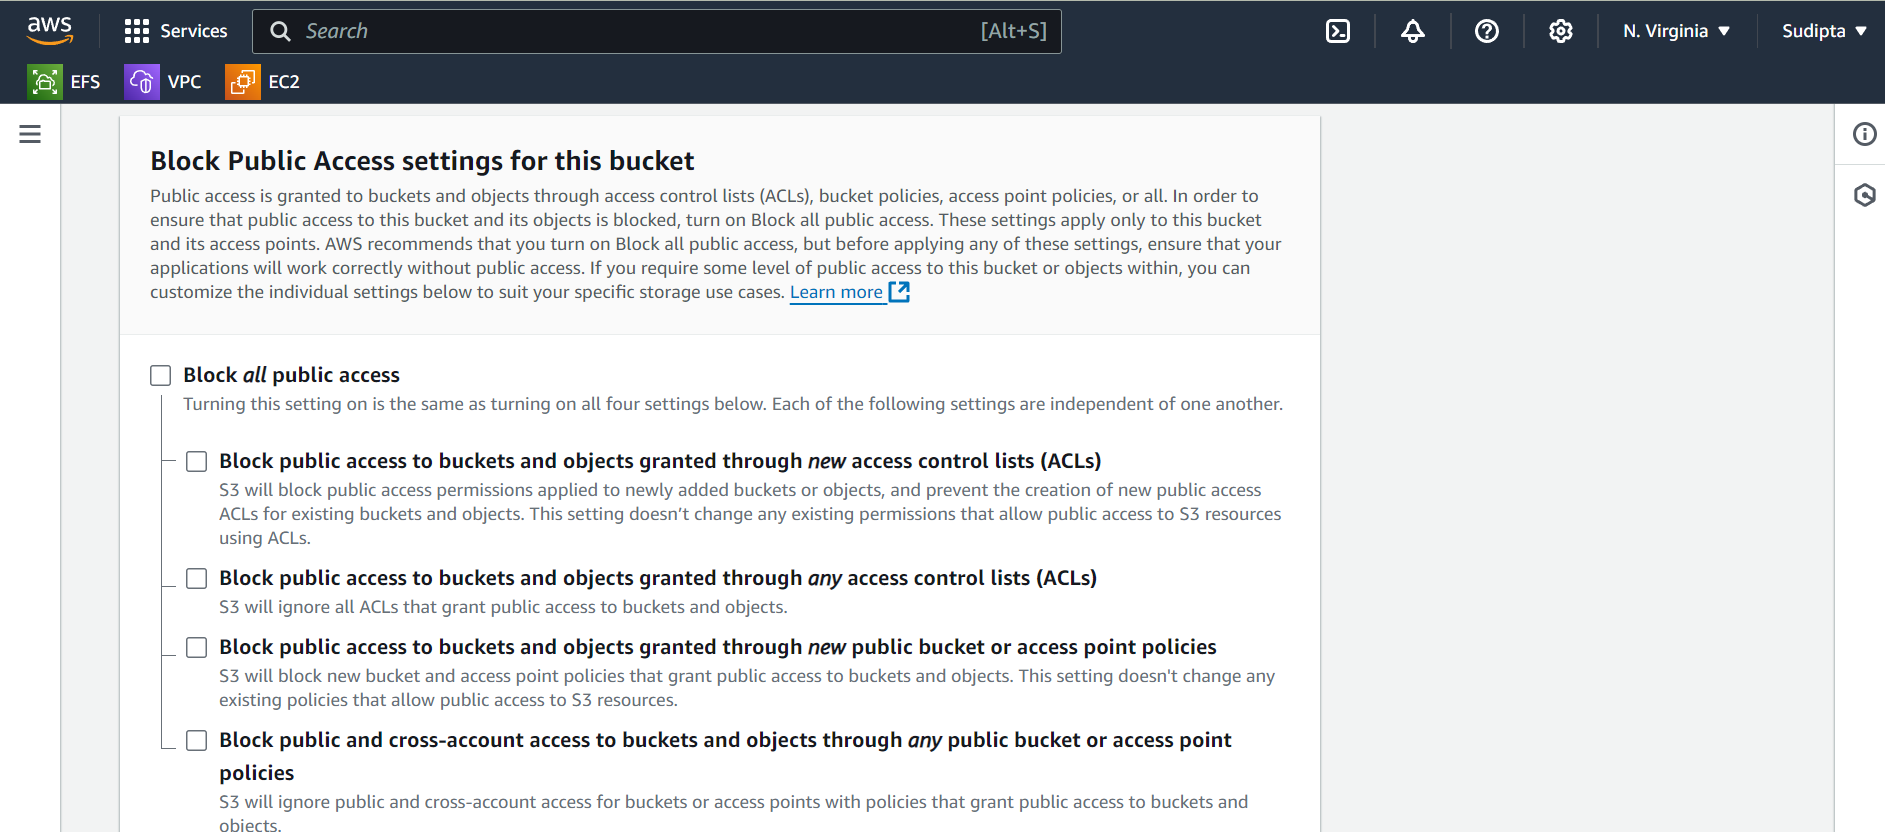 aws
Services
Search
[Alt+S]
N. Virginia
Sudipta
EFS
VPC
EC2
Block Public Access settings for this bucket
Public access is granted to buckets and objects through access control lists (ACLs), bucket policies, access point policies, or all. In order to
ensure that public access to this bucket and its objects is blocked, turn on Block all public access. These settings apply only to this bucket
and its access points. AWS recommends that you turn on Block all public access, but before applying any of these settings, ensure that your
applications will work correctly without public access. If you require some level of public access to this bucket or objects within, you can
customize the individual settings below to suit your specific storage use cases. Learn more
Block all public access
Turning this setting on is the same as turning on all four settings below. Each of the following settings are independent of one another.
Block public access to buckets and objects granted through new access control lists (ACLs)
S3 will block public access permissions applied to newly added buckets or objects, and prevent the creation of new public access
ACLs for existing buckets and objects. This setting doesn’t change any existing permissions that allow public access to S3 resources
using ACLs.
Block public access to buckets and objects granted through any access control lists (ACLs)
S3 will ignore all ACLs that grant public access to buckets and objects.
Block public access to buckets and objects granted through new public bucket or access point policies
S3 will block new bucket and access point policies that grant public access to buckets and objects. This setting doesn't change any
existing policies that allow public access to S3 resources.
Block public and cross-account access to buckets and objects through any public bucket or access point
policies
S3 will ignore public and cross-account access for buckets or access points with policies that grant public access to buckets and
objects.